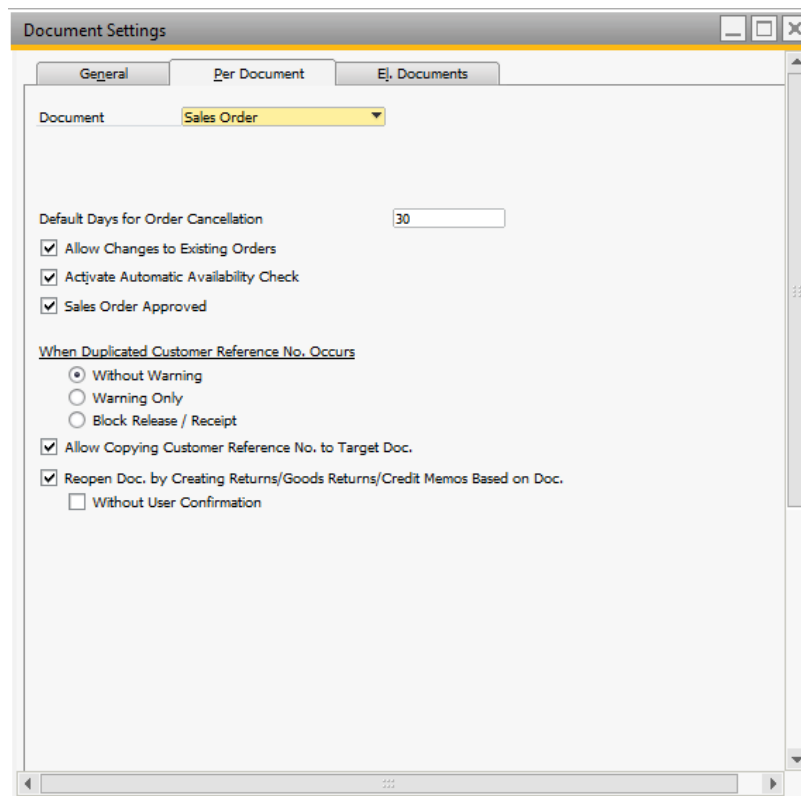 Document Settings
General Per Document El. Documents
Document Sales Order
Default Days for Order Cancellation 30
Allow Changes to Existing Orders
Activate Automatic Availability Check
Sales Order Approved
When Duplicated Customer Reference No. Occurs
Without Warning
Warning Only
Block Release / Receipt
Allow Copying Customer Reference No. to Target Doc.
Reopen Doc. by Creating Returns/Goods Returns/Credit Memos Based on Doc.
Without User Confirmation